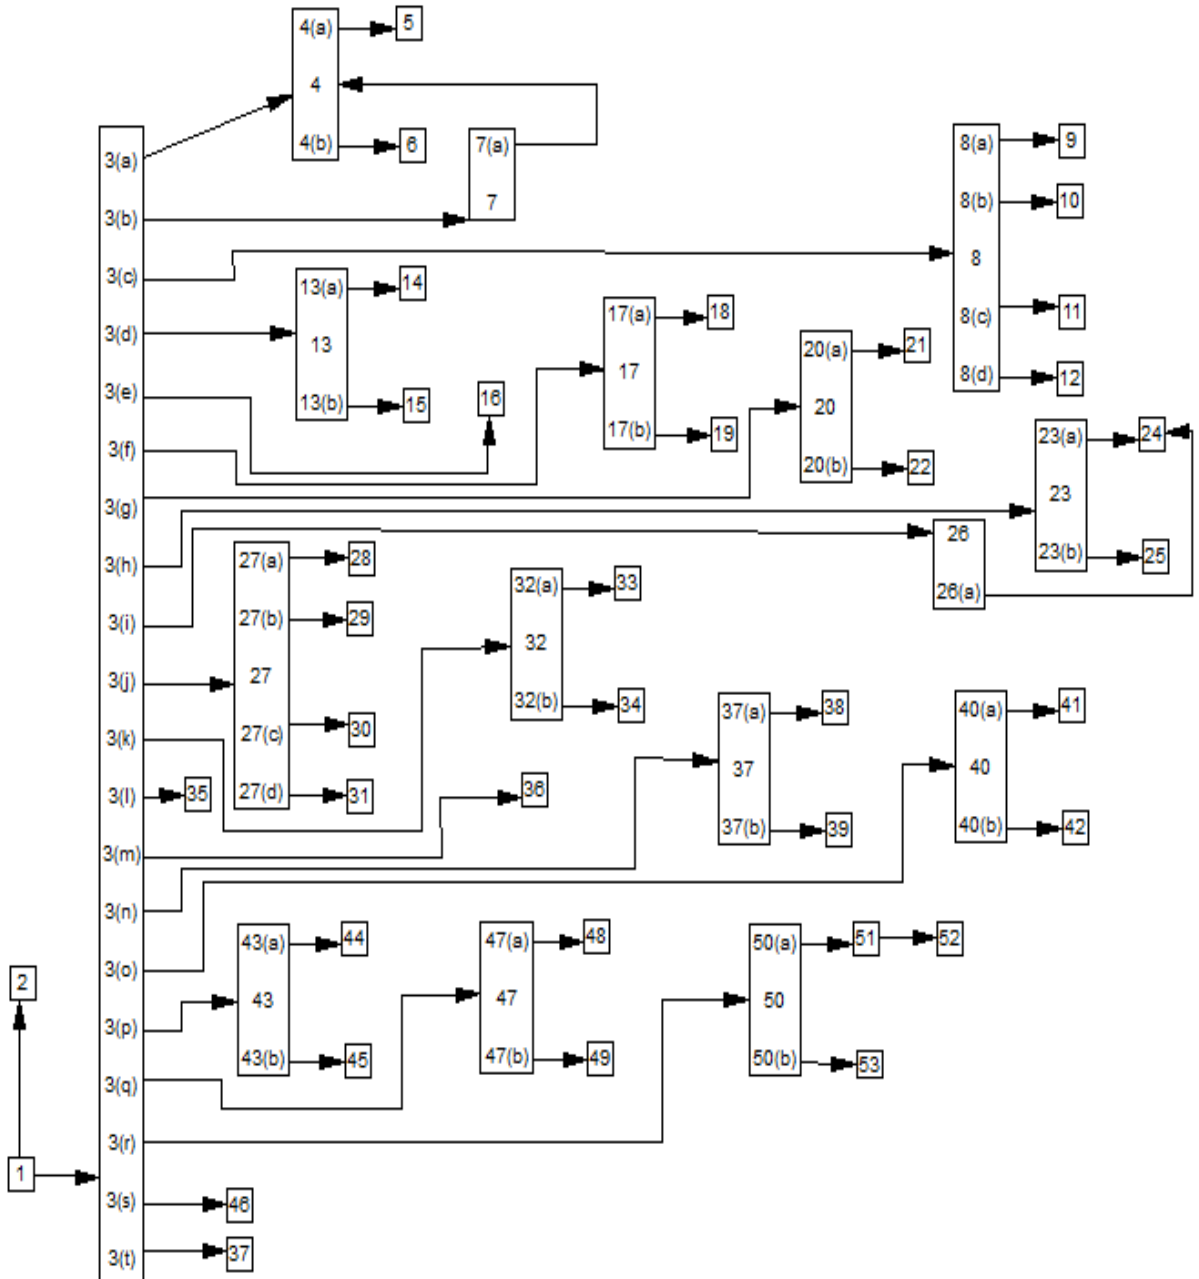 4(a)
5
4
4(b)
6
7(a)
7
3(a)
3(b)
3(c)
3(d)
3(e)
3(f)
3(g)
3(h)
3(i)
3(j)
3(k)
3(l)
3(m)
3(n)
3(o)
3(p)
3(q)
3(r)
3(s)
3(t)
8(a)
9
8(b)
10
8
8(c)
11
8(d)
12
13(a)
14
13
13(b)
15
16
17(a)
18
17
17(b)
19
20(a)
21
20
20(b)
22
23(a)
24
23
23(b)
25
26
26(a)
27(a)
28
27(b)
29
27
27(c)
30
27(d)
31
32(a)
33
32
32(b)
34
35
36
37(a)
38
37
37(b)
39
40(a)
41
40
40(b)
42
43(a)
44
43
43(b)
45
47(a)
48
47
47(b)
49
50(a)
51
52
50
50(b)
53
2
1
46
37